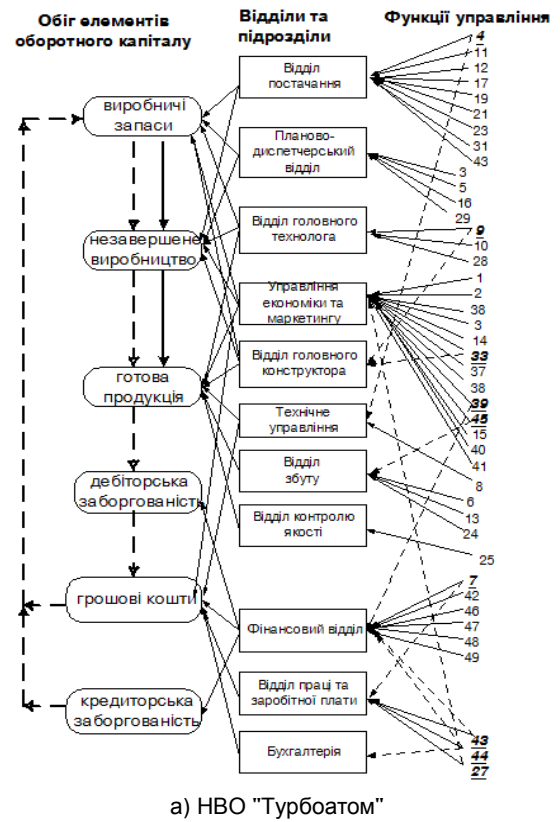 Обіг елементів
оборотного капіталу
Відділи та
підрозділи
Функції управління
виробничі
запаси
незавершене
виробництво
готова
продукція
дебіторська
заборгованість
грошові кошти
кредиторська
заборгованість
Відділ
постачання
Планово-
диспетчерський
відділ
Відділ головного
технолога
Управління
економіки та
маркетингу
Відділ головного
конструктора
Технічне
управління
Відділ
збуту
Відділ контролю
якості
Фінансовий відділ
Відділ праці та
заробітної плати
Бухгалтерія
4
11
12
17
19
21
23
31
43
3
5
16
29
9
10
28
1
2
38
3
14
33
37
38
39
45
15
40
41
8
6
13
24
25
7
42
46
47
48
49
43
44
27
а) НВО "Турбоатом"